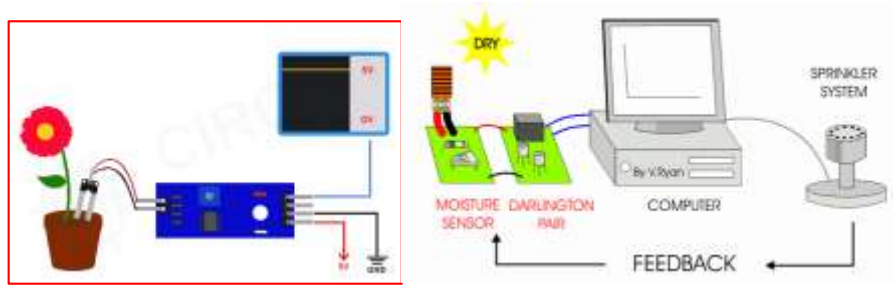 5V
0V
5V
GND
DRY
SPRINKLER
SYSTEM
By V.Ryan
MOISTURE
SENSOR
DARLINGTON
PAIR
COMPUTER
FEEDBACK